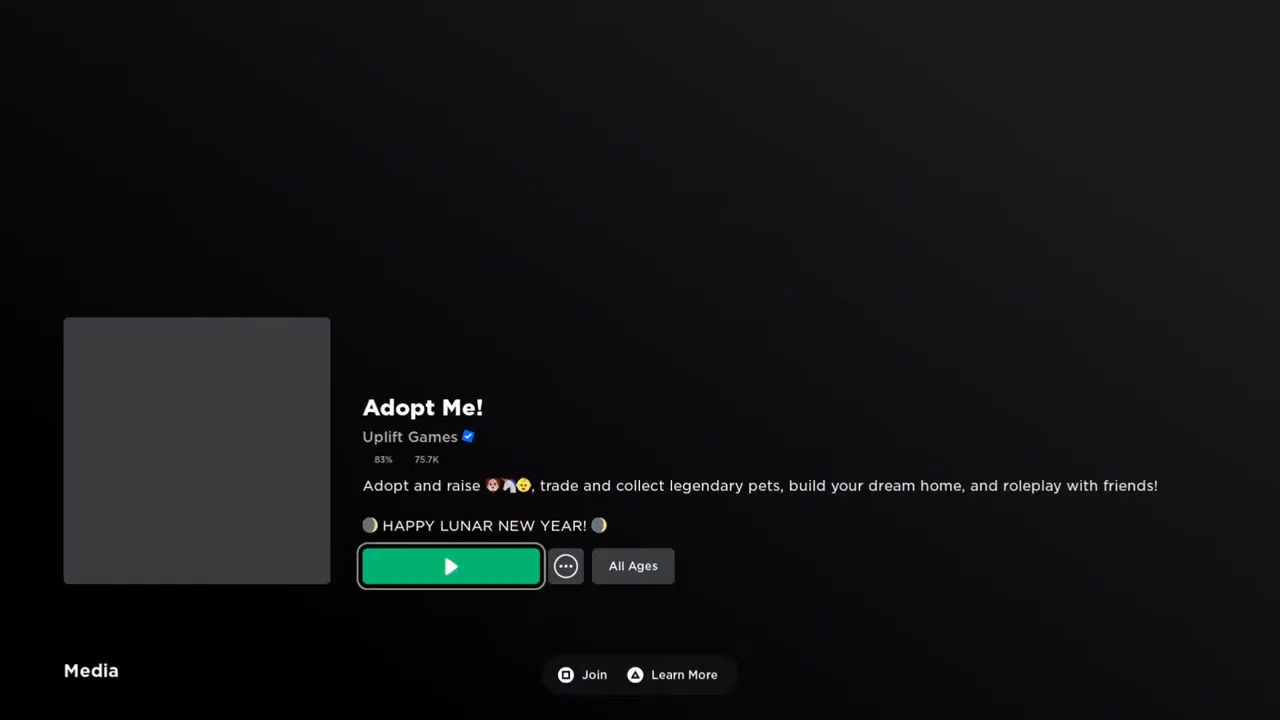 Adopt Me!
Uplift Games
83% 75.7K
Adopt and raise 👶🦄👶, trade and collect legendary pets, build your dream home, and roleplay with friends!
🌒 HAPPY LUNAR NEW YEAR! 🌒
All Ages
Media
Join Learn More